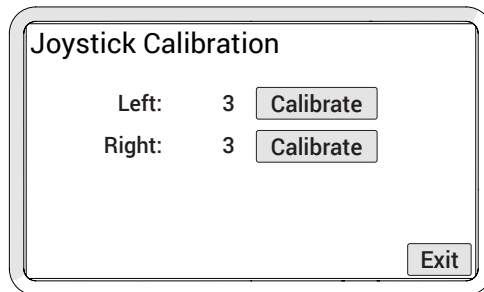 Joystick Calibration
Left: 3 Calibrate
Right: 3 Calibrate
Exit